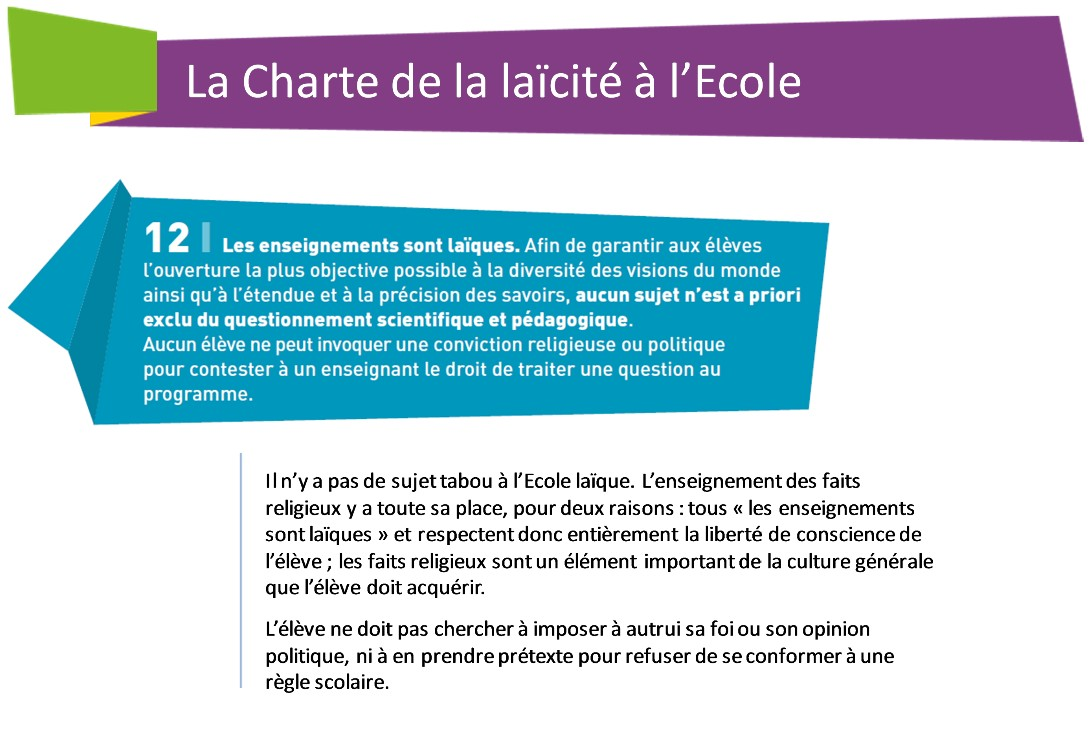 La Charte de la laïcité à l’Ecole
12 | Les enseignements sont laïques. Afin de garantir aux élèves
l’ouverture la plus objective possible à la diversité des visions du monde
ainsi qu’à l’étendue et à la précision des savoirs, aucun sujet n’est a priori
exclu du questionnement scientifique et pédagogique.
Aucun élève ne peut invoquer une conviction religieuse ou politique
pour contester à un enseignant le droit de traiter une question au
programme.
Il n’y a pas de sujet tabou à l’Ecole laïque. L’enseignement des faits
religieux y a toute sa place, pour deux raisons : tous « les enseignements
sont laïques » et respectent donc entièrement la liberté de conscience de
l’élève ; les faits religieux sont un élément important de la culture générale
que l’élève doit acquérir.
L’élève ne doit pas chercher à imposer à autrui sa foi ou son opinion
politique, ni à en prendre prétexte pour refuser de se conformer à une
règle scolaire.